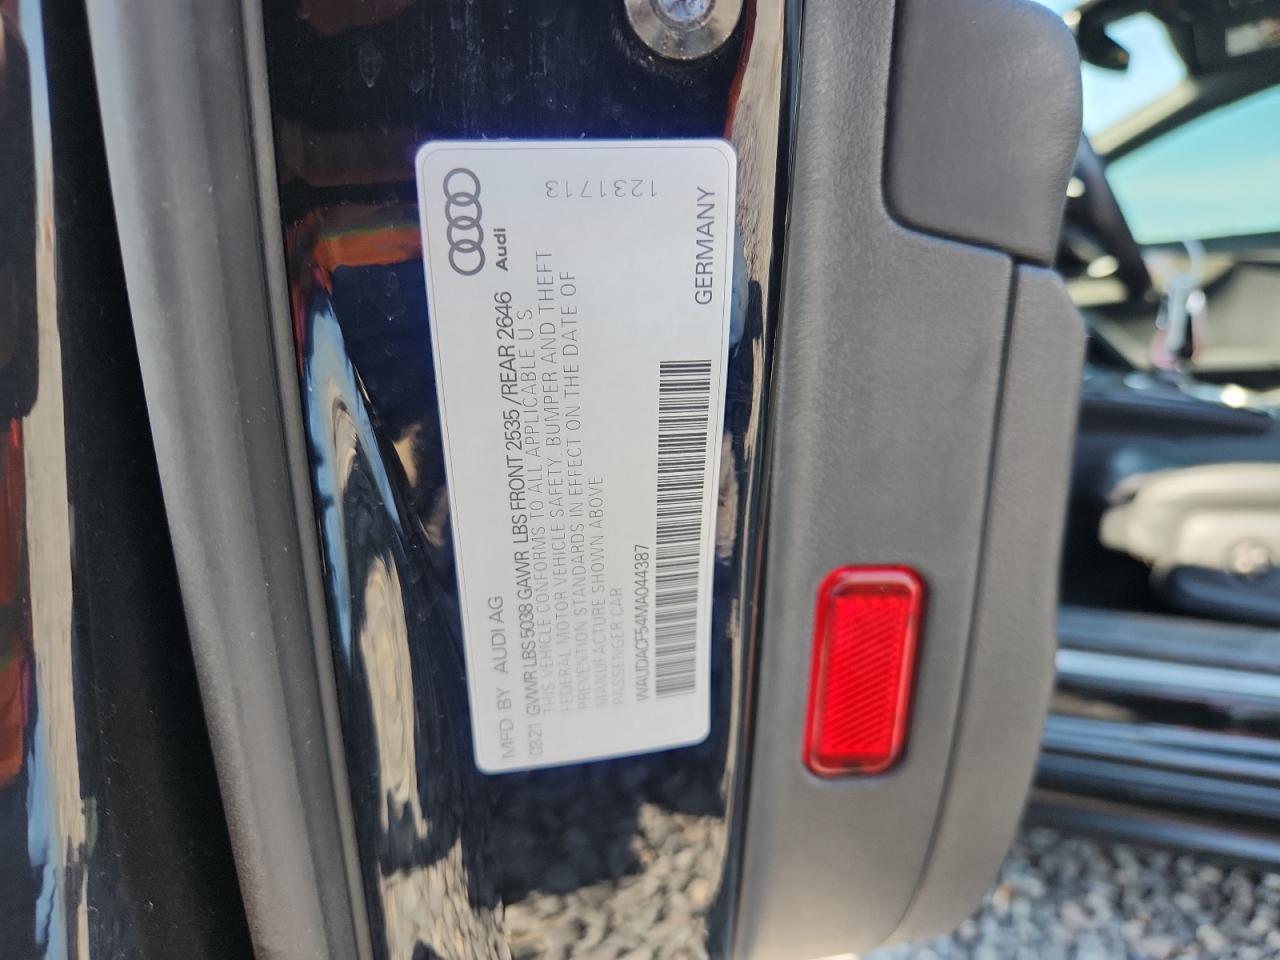 MFD BY AUDI AG
Audi
03.21 GVWR LBS 5038 GAWR LBS FRONT 2535 / REAR 2646
THIS VEHICLE CONFORMS TO ALL APPLICABLE U S
FEDERAL MOTOR VEHICLE SAFETY, BUMPER AND THEFT
PREVENTION STANDARDS IN EFFECT ON THE DATE OF
MANUFACTURE SHOWN ABOVE
PASSENGER CAR
WAUDACF54MA044387
GERMANY
1231713